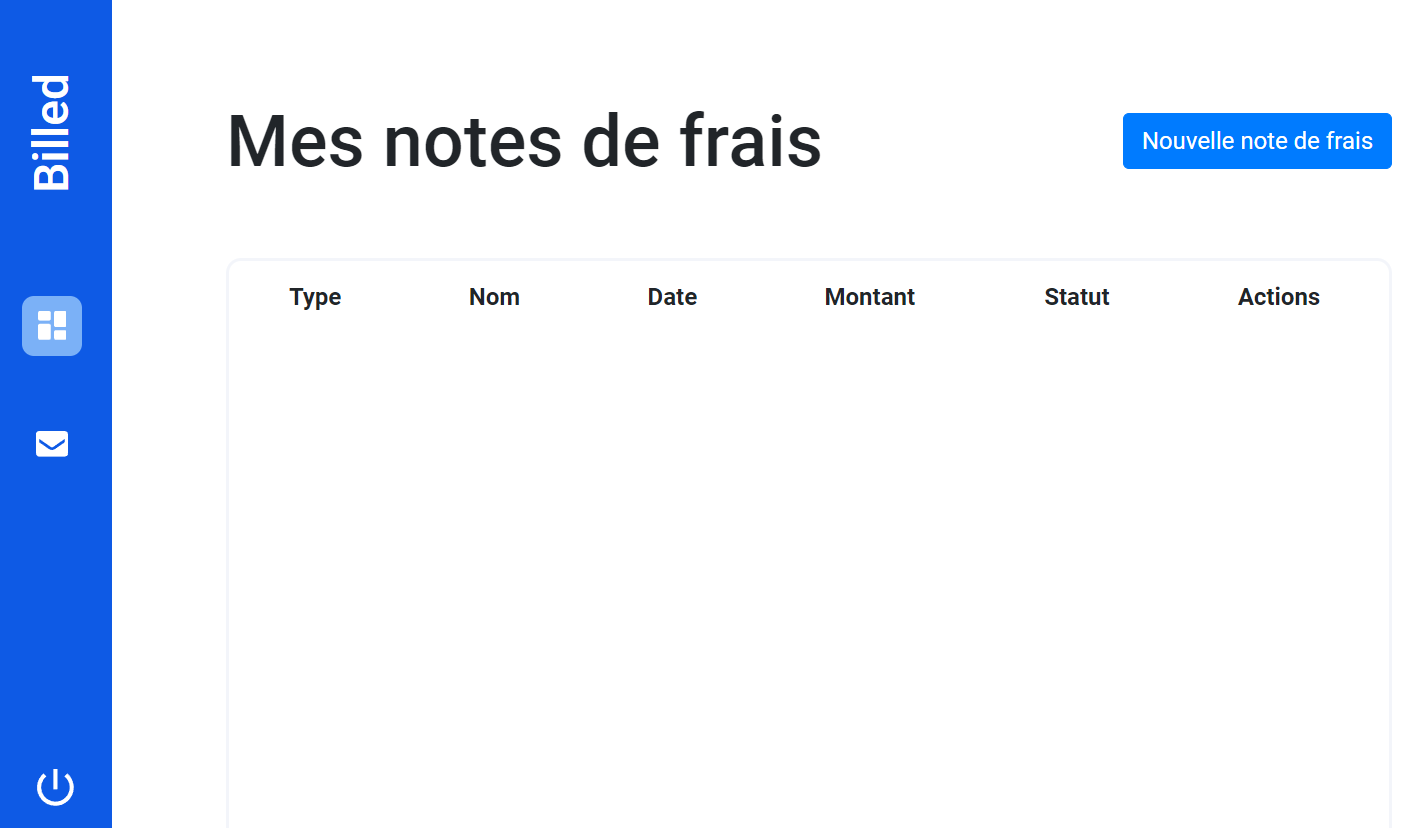 Billed
Mes notes de frais
Nouvelle note de frais
Type Nom Date Montant Statut Actions